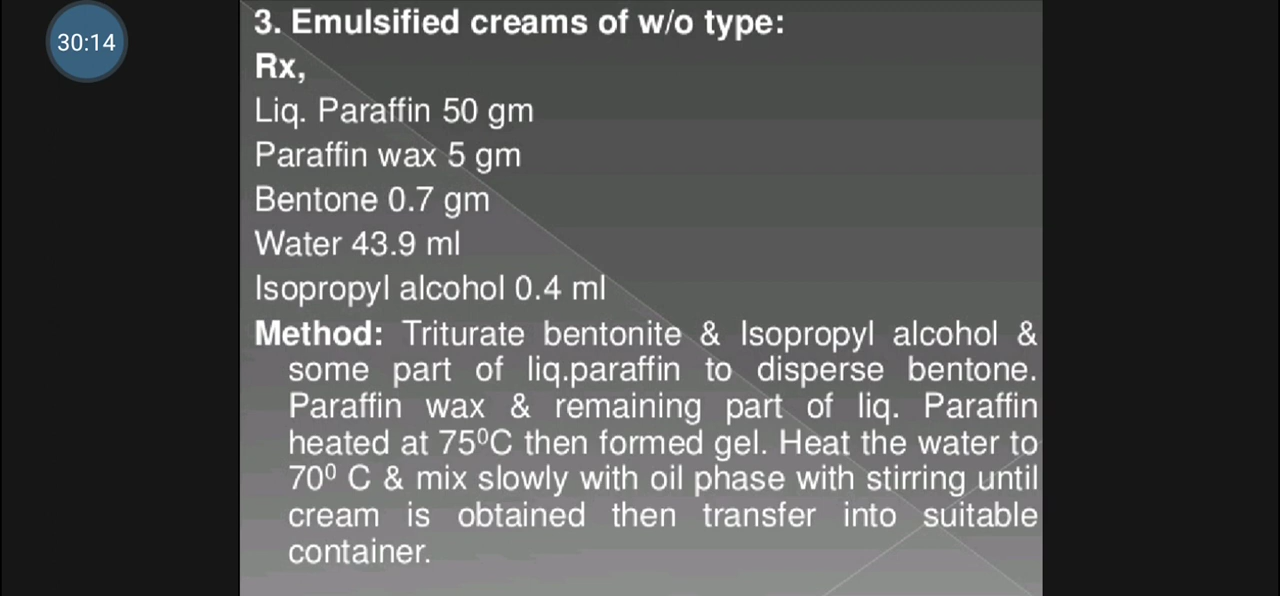 30:14
3. Emulsified creams of w/o type:
Rx,
Liq. Paraffin 50 gm
Paraffin wax 5 gm
Bentone 0.7 gm
Water 43.9 ml
Isopropyl alcohol 0.4 ml
Method: Triturate bentonite & Isopropyl alcohol &
some part of liq.paraffin to disperse bentone.
Paraffin wax & remaining part of liq. Paraffin
heated at 75⁰C then formed gel. Heat the water to
70⁰ C & mix slowly with oil phase with stirring until
cream is obtained then transfer into suitable
container.